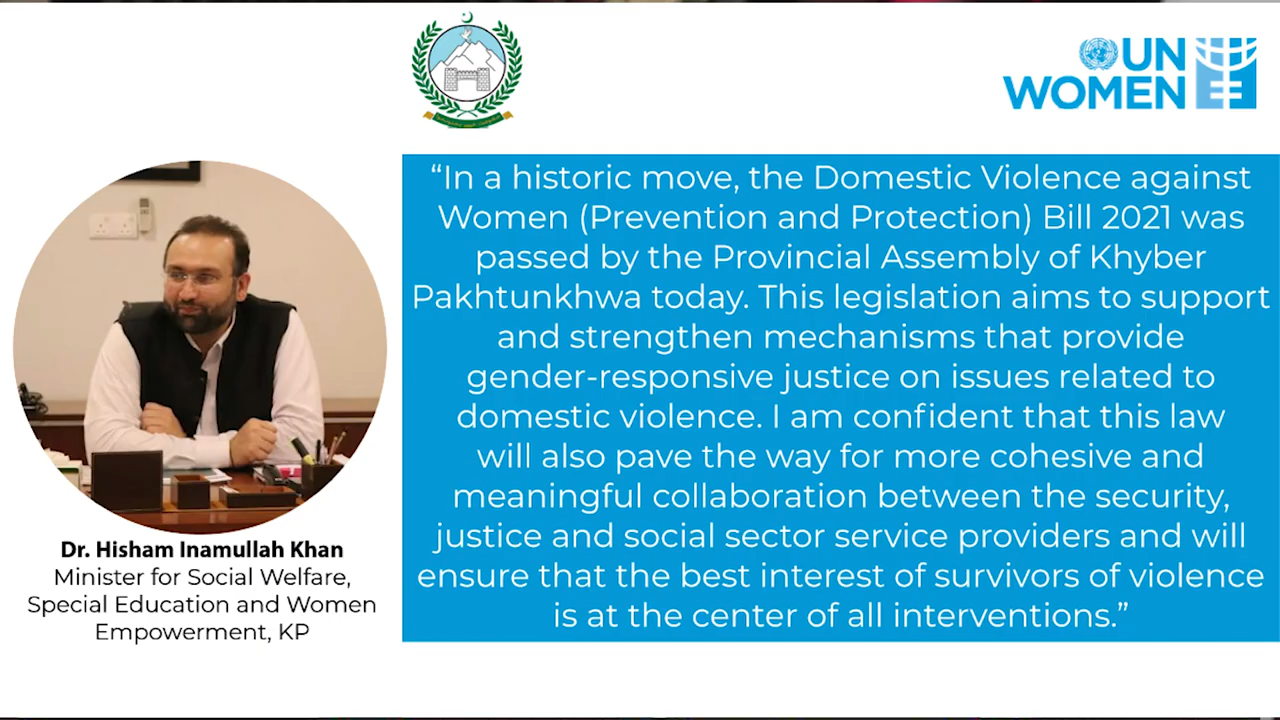 UN
WOMEN
“In a historic move, the Domestic Violence against
Women (Prevention and Protection) Bill 2021 was
passed by the Provincial Assembly of Khyber
Pakhtunkhwa today. This legislation aims to support
and strengthen mechanisms that provide
gender-responsive justice on issues related to
domestic violence. I am confident that this law
will also pave the way for more cohesive and
meaningful collaboration between the security,
justice and social sector service providers and will
ensure that the best interest of survivors of violence
is at the center of all interventions.”
Dr. Hisham Inamullah Khan
Minister for Social Welfare,
Special Education and Women
Empowerment, KP